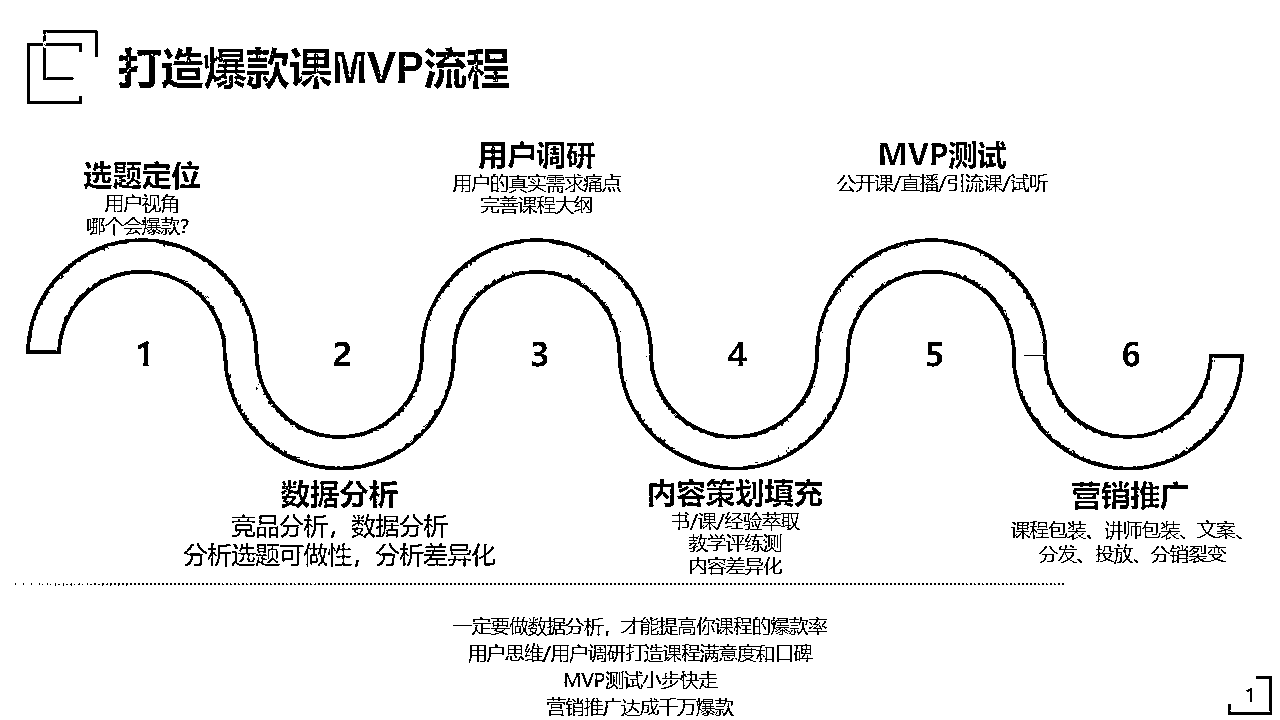 打造爆款课MVP流程
选题定位
用户视角
哪个会爆款?
用户调研
用户的真实需求痛点
完善课程大纲
MVP测试
公开课/直播/引流课/试听
1
2
3
4
5
6
数据分析
竞品分析，数据分析
分析选题可做性，分析差异化
内容策划填充
书/课/经验萃取
教学评练测
内容差异化
营销推广
课程包装、讲师包装、文案、
分发、投放、分销裂变
一定要做数据分析，才能提高你课程的爆款率
用户思维/用户调研打造课程满意度和口碑
MVP测试小步快走
营销推广达成千万爆款
1